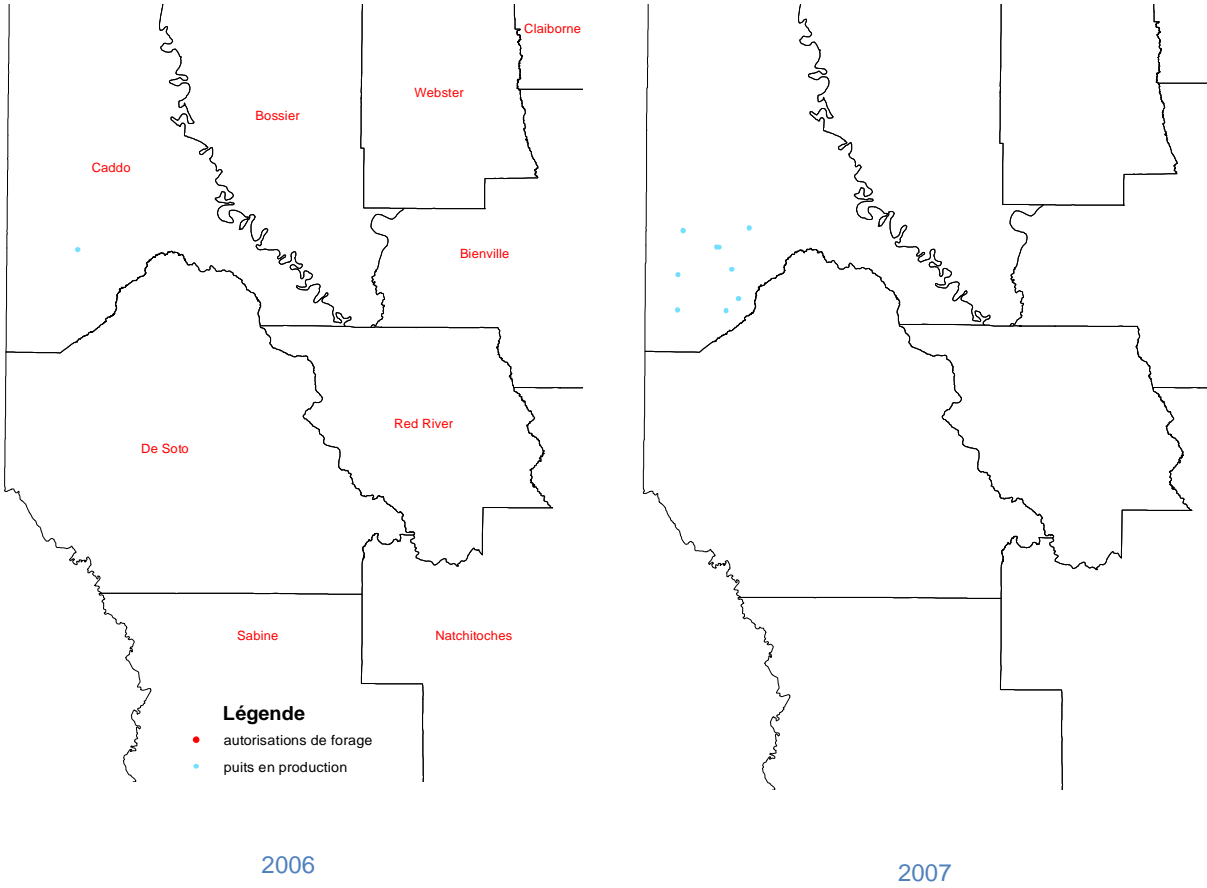 Claiborne
Webster
Bossier
Caddo
Bienville
Red River
De Soto
Sabine
Natchitoches
Légende
autorisations de forage
puits en production
2006
2007